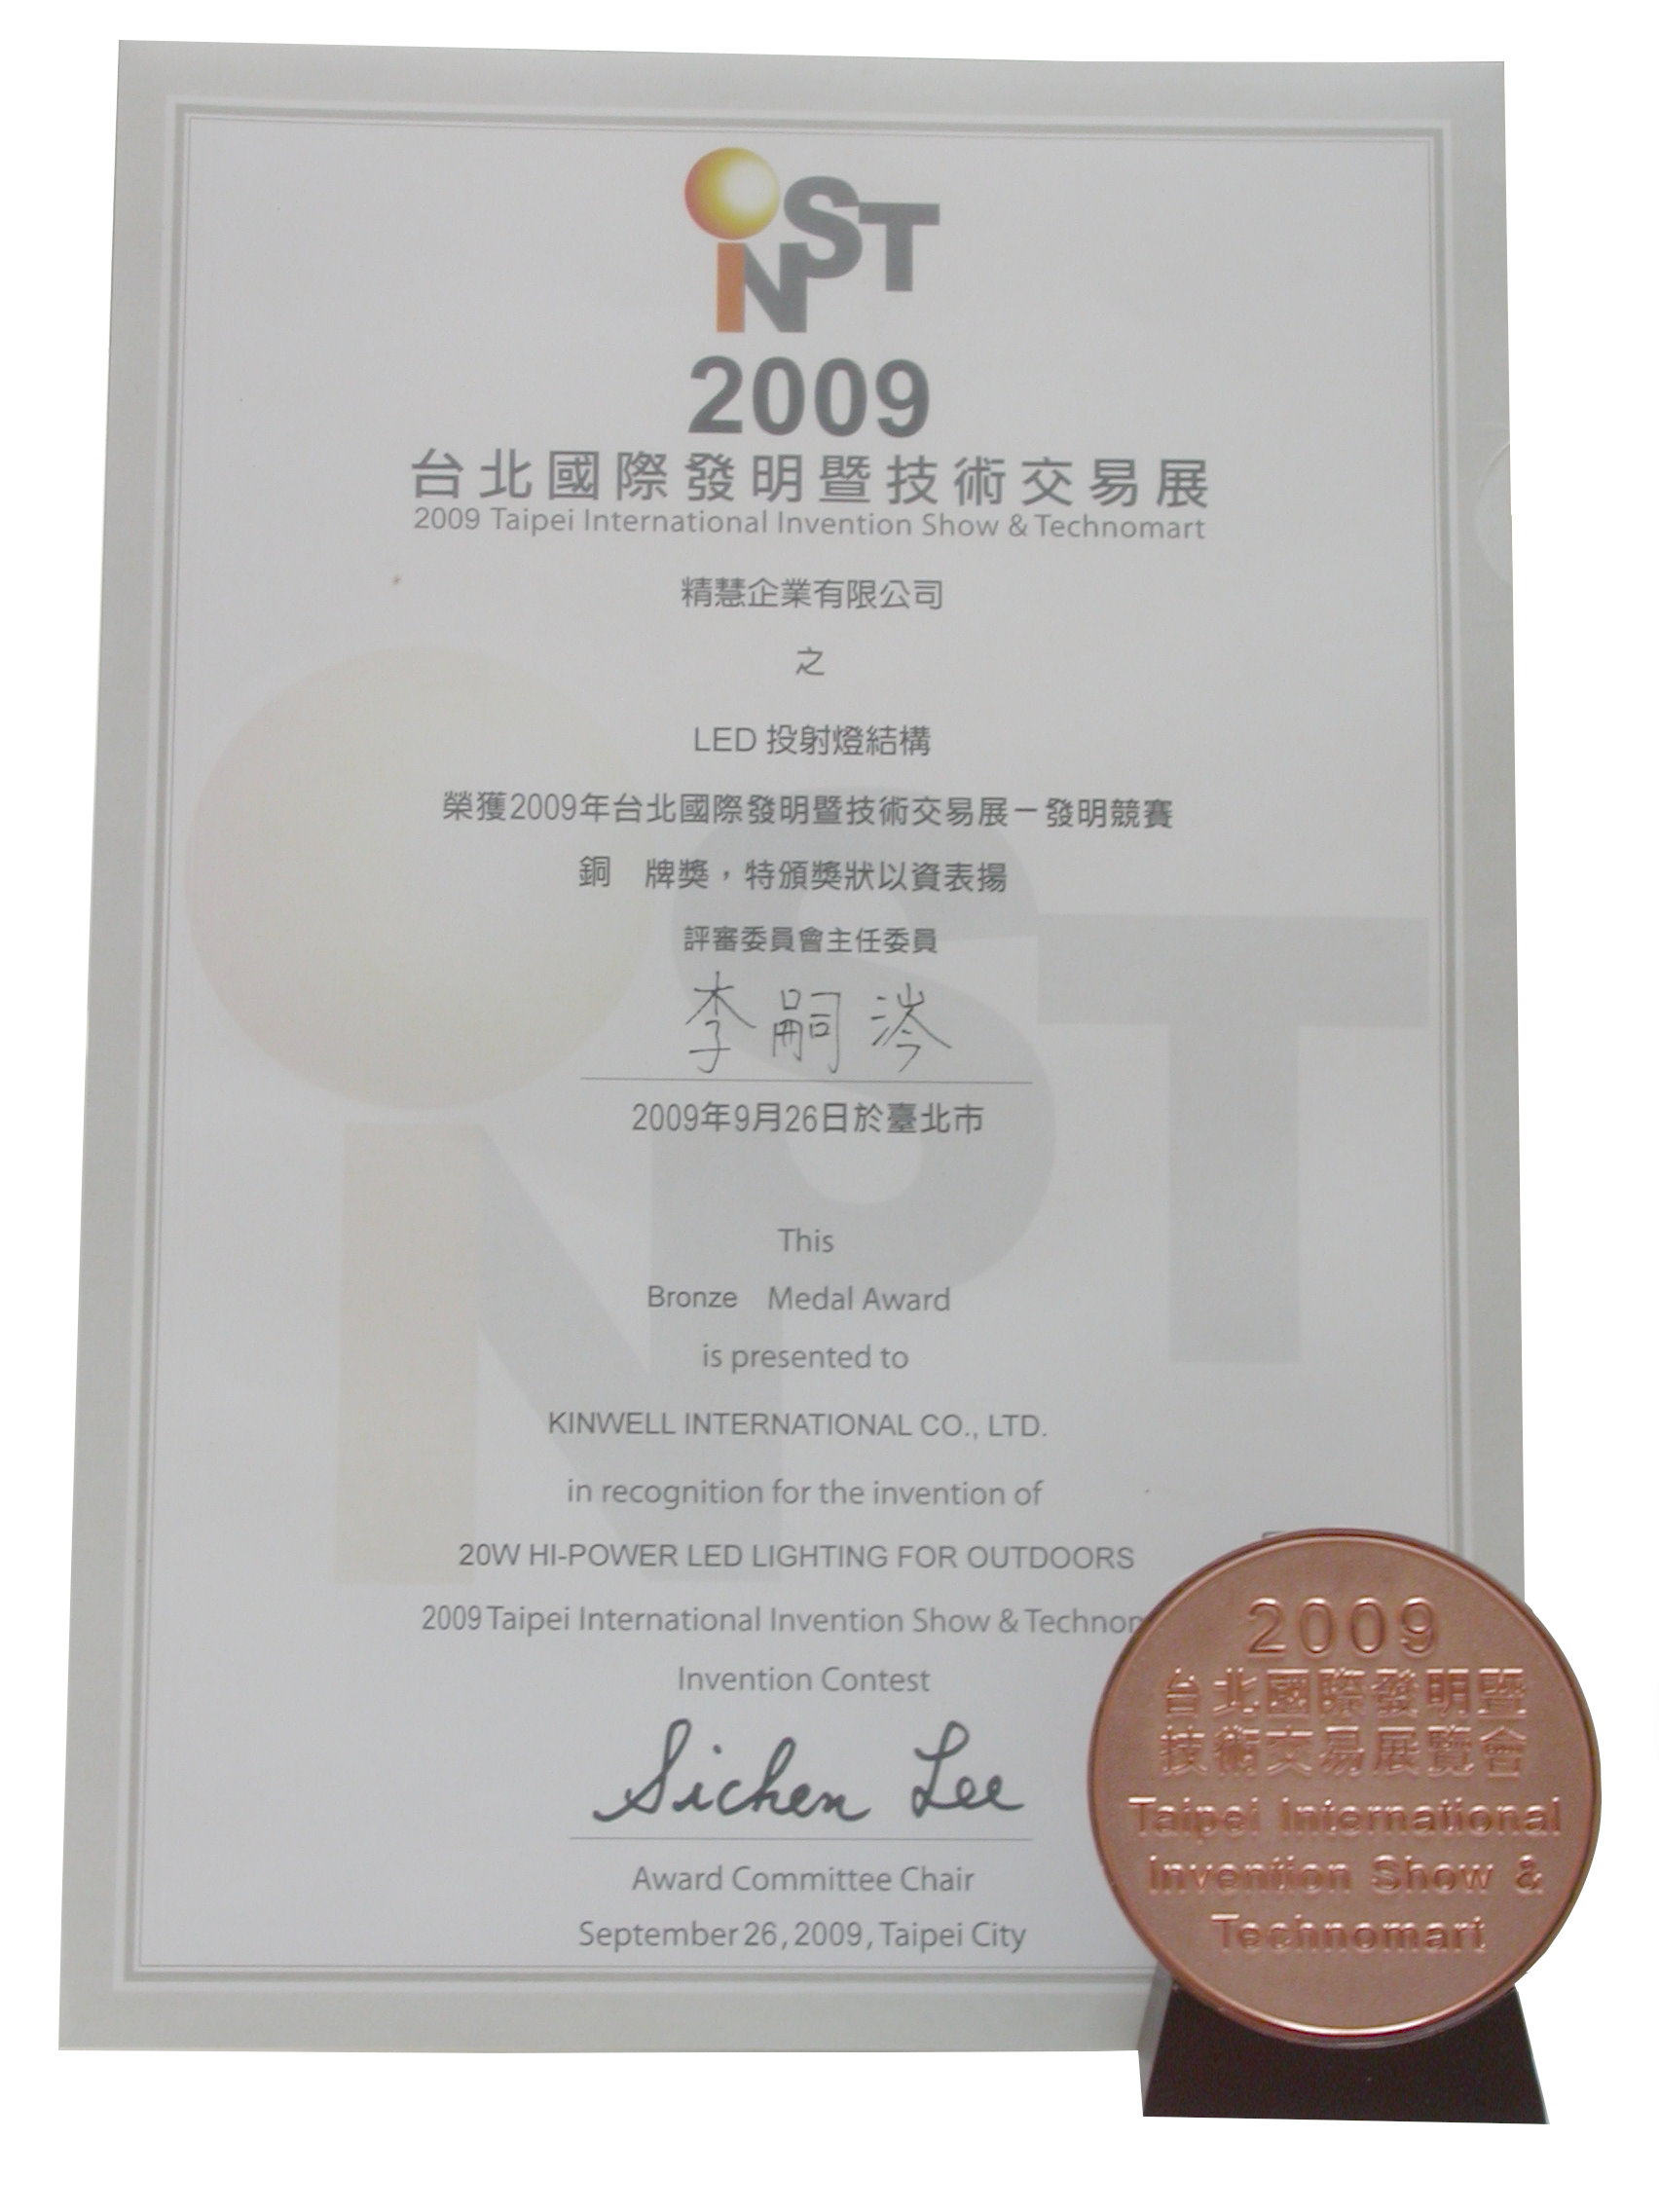 iNST
2009
台北國際發明暨技術交易展
2009 Taipei International Invention Show & Technomart
精慧企業有限公司
之
LED 投射燈結構
榮獲2009年台北國際發明暨技術交易展－發明競賽
銅 牌獎，特頒獎狀以資表揚
評審委員會主任委員
李嗣涔
2009年9月26日於臺北市
This
Bronze Medal Award
is presented to
KINWELL INTERNATIONAL CO., LTD.
in recognition for the invention of
20W HI-POWER LED LIGHTING FOR OUTDOORS
2009 Taipei International Invention Show & Technom
Invention Contest
Sichen Lee
Award Committee Chair
September 26, 2009, Taipei City
2009
台北國際發明暨
技術交易展覽會
Taipei International
Invention Show &
Technomart